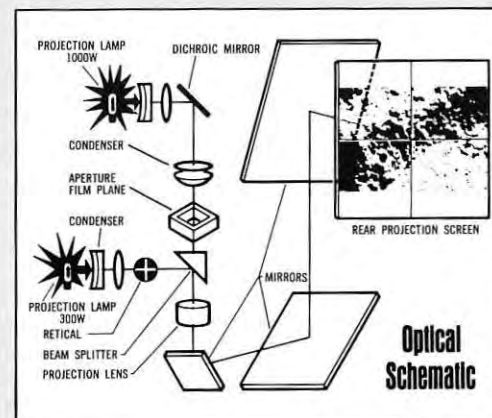 PROJECTION LAMP
1000W
DICHROIC MIRROR
CONDENSER
APERTURE
FILM PLANE
CONDENSER
PROJECTION LAMP
300W
RETICAL
BEAM SPLITTER
PROJECTION LENS
MIRRORS
REAR PROJECTION SCREEN
Optical
Schematic